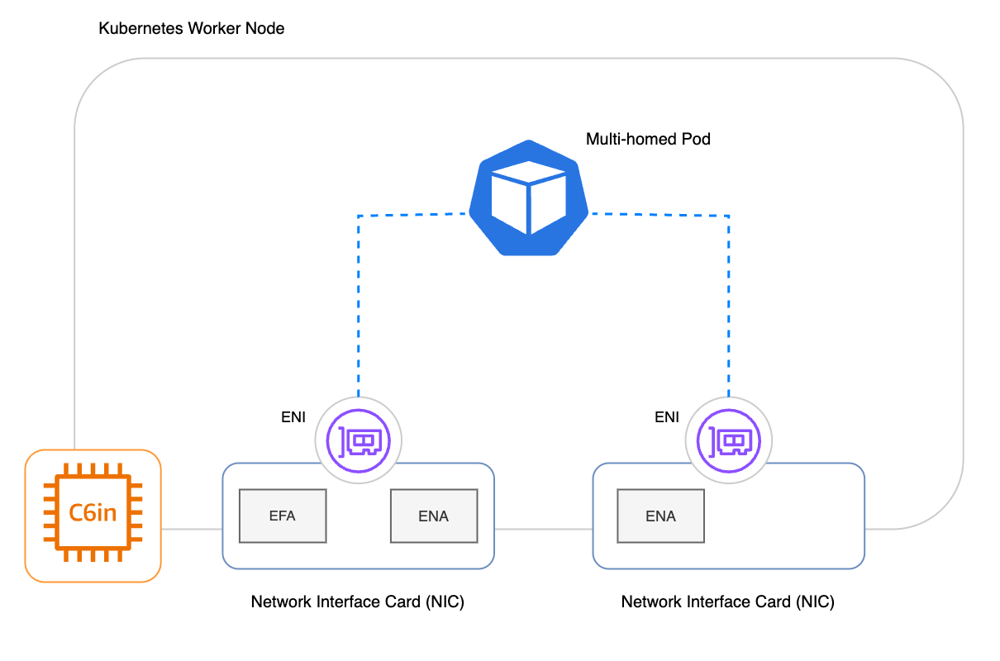 Kubernetes Worker Node
Multi-homed Pod
ENI
ENI
C6in
EFA
ENA
ENA
Network Interface Card (NIC)
Network Interface Card (NIC)